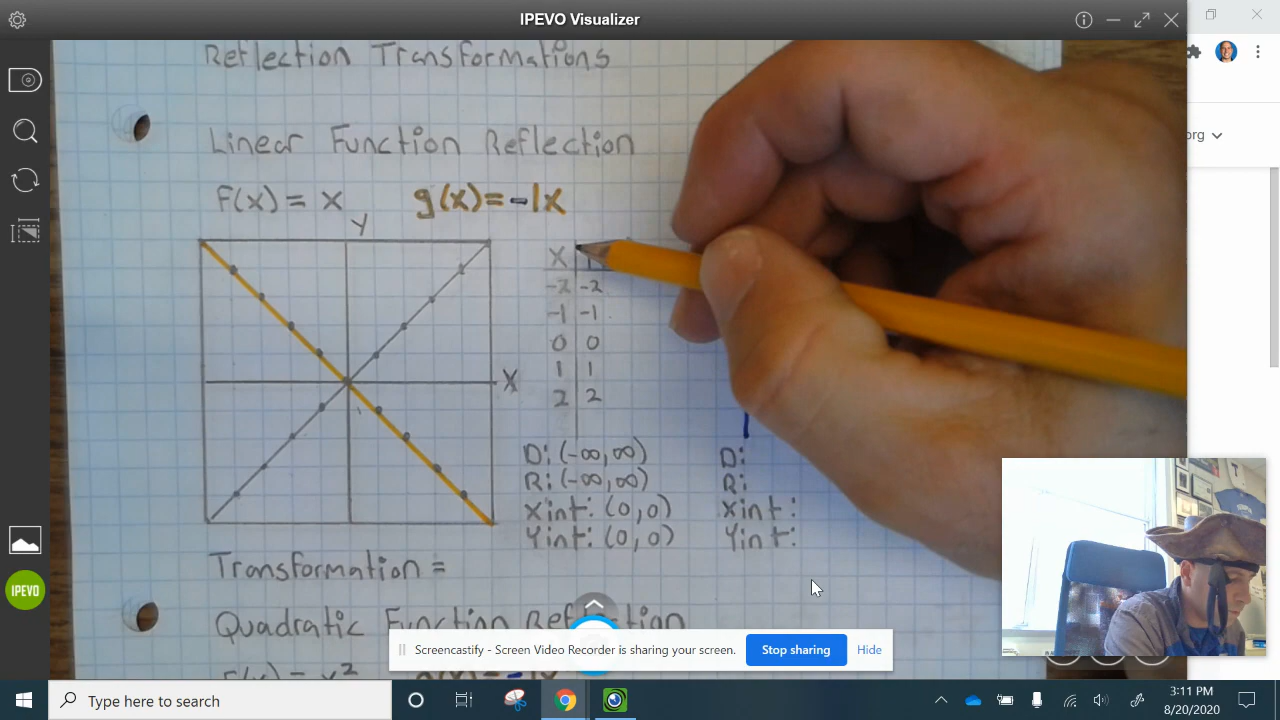 IPEVO Visualizer
Reflection Transformations
Linear Function Reflection
F(x) = x g(x)=-1x
Y
X
X
-2 -2
-1 -1
0 0
1 1
2 2
D: (-∞,∞)
R: (-∞,∞)
Xint: (0,0)
Yint: (0,0)
D:
R:
Xint:
Yint:
Transformation =
Quadratic Function Reflection
F(x) = x²
org
IPEVO
Screencastify - Screen Video Recorder is sharing your screen.
Stop sharing
Hide
Type here to search
3:11 PM
8/20/2020